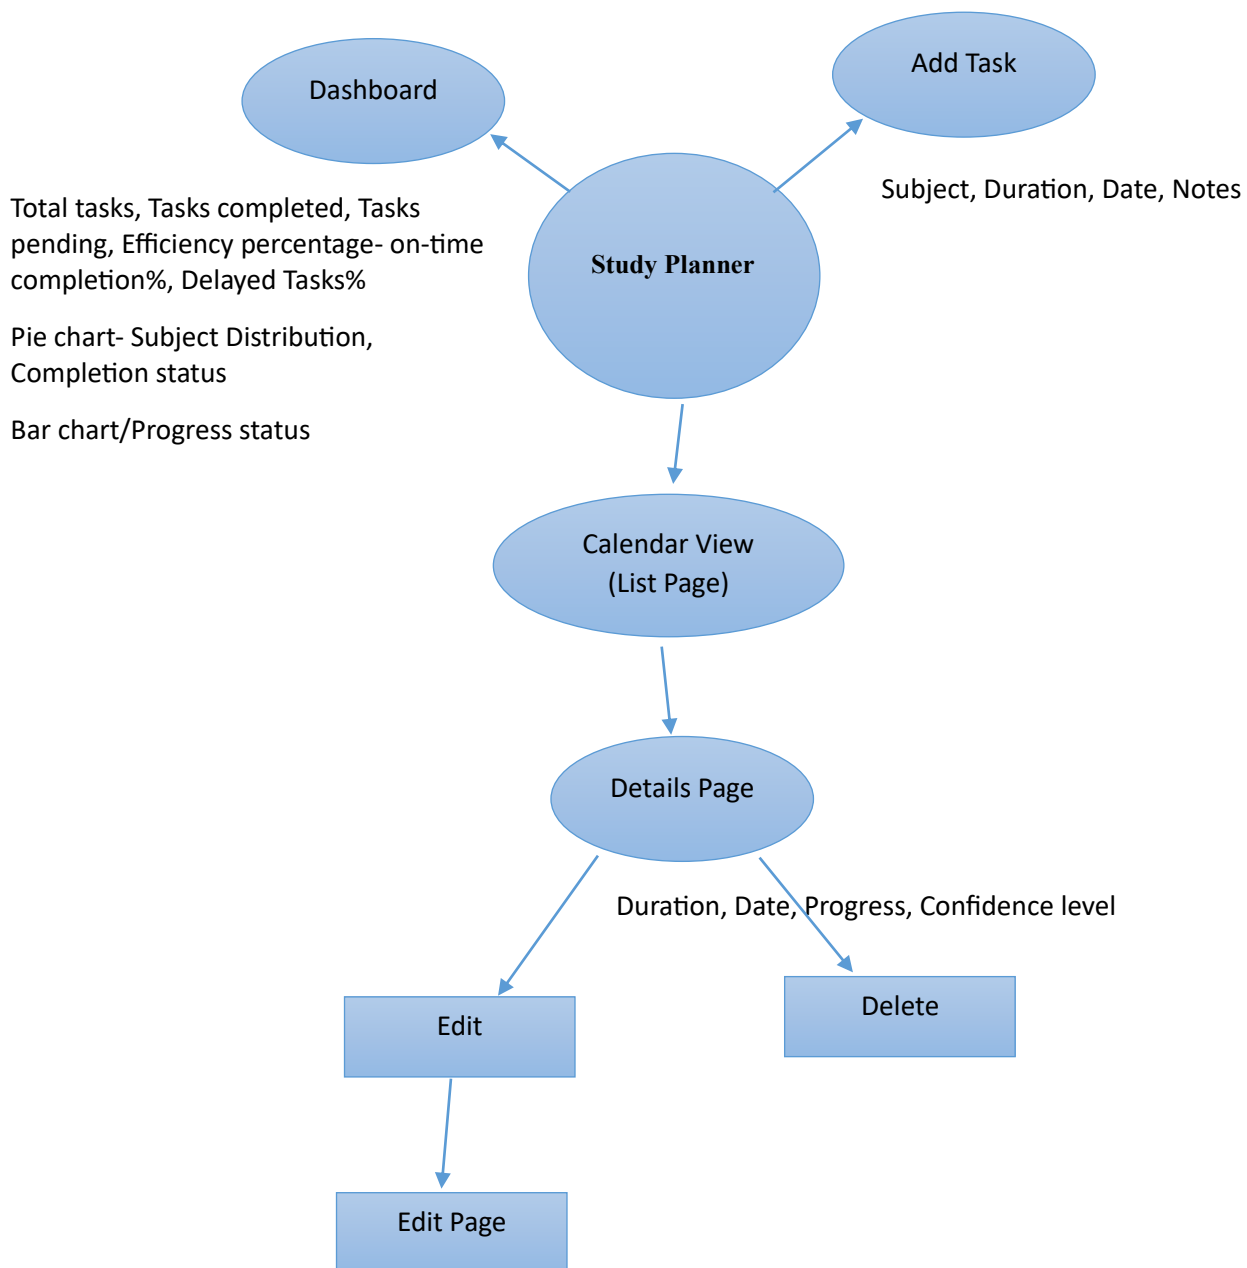 Dashboard
Add Task
Total tasks, Tasks completed, Tasks
pending, Efficiency percentage- on-time
completion%, Delayed Tasks%
Pie chart- Subject Distribution,
Completion status
Bar chart/Progress status
Study Planner
Subject, Duration, Date, Notes
Calendar View
(List Page)
Details Page
Duration, Date, Progress, Confidence level
Edit
Delete
Edit Page